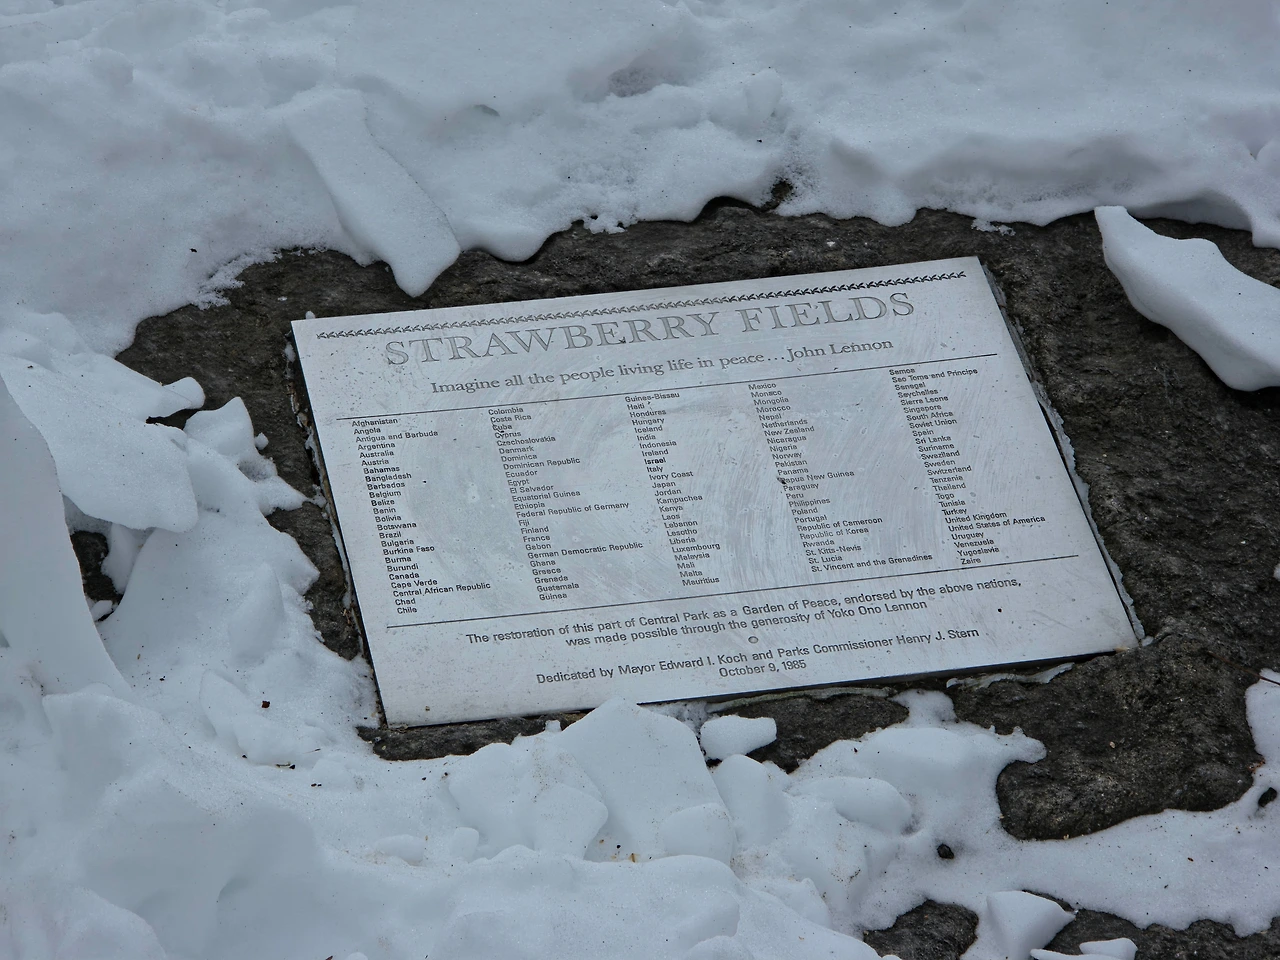 STRAWBERRY FIELDS
Imagine all the people living life in peace...John Lennon
Afghanistan
Angola
Antigua and Barbuda
Argentina
Australia
Austria
Bahamas
Bangladesh
Barbados
Belgium
Belize
Benin
Bolivia
Botswana
Brazil
Bulgaria
Burkina Faso
Burma
Burundi
Canada
Cape Verde
Central African Republic
Chad
Chile
Colombia
Costa Rica
Cuba
Cyprus
Czechoslovakia
Denmark
Dominica
Dominican Republic
Ecuador
Egypt
El Salvador
Equatorial Guinea
Ethiopia
Federal Republic of Germany
Fiji
Finland
France
Gabon
German Democratic Republic
Ghana
Greece
Grenada
Guatemala
Guinea
Guinea-Bissau
Haiti
Honduras
Hungary
Iceland
India
Indonesia
Ireland
Israel
Italy
Ivory Coast
Japan
Jordan
Kampuchea
Kenya
Laos
Lebanon
Lesotho
Liberia
Luxembourg
Malaysia
Mali
Malta
Mauritius
Mexico
Monaco
Mongolia
Morocco
Nepal
Netherlands
New Zealand
Nicaragua
Nigeria
Norway
Pakistan
Panama
Papua New Guinea
Paraguay
Peru
Philippines
Poland
Portugal
Republic of Cameroon
Republic of Korea
Rwanda
St. Kitts-Nevis
St. Lucia
St. Vincent and the Grenadines
Samoa
Sao Tome and Principe
Senegal
Seychelles
Sierra Leone
Singapore
South Africa
Soviet Union
Spain
Sri Lanka
Suriname
Swaziland
Sweden
Switzerland
Tanzania
Thailand
Togo
Tunisia
Turkey
United Kingdom
United States of America
Uruguay
Venezuela
Yugoslavia
Zaire
The restoration of this part of Central Park as a Garden of Peace, endorsed by the above nations,
was made possible through the generosity of Yoko Ono Lennon
Dedicated by Mayor Edward I. Koch and Parks Commissioner Henry J. Stern
October 9, 1985